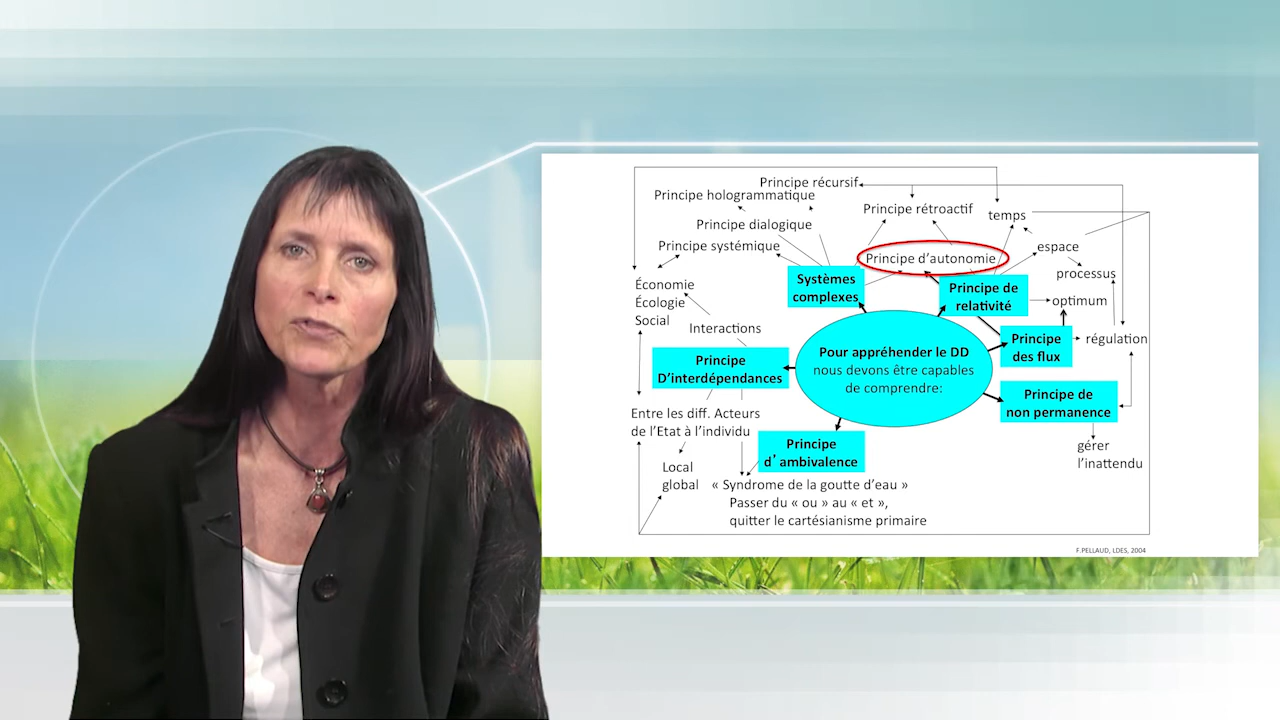 Principe récursif
Principe hologrammatique
Principe rétroactif
temps
Principe dialogique
Principe systémique
espace
Principe d’autonomie
processus
Systèmes
complexes
Principe de
relativité
optimum
Économie
Écologie
Social
Interactions
Principe
des flux
régulation
Principe
D’interdépendances
Pour appréhender le DD
nous devons être capables
de comprendre:
Principe de
non permanence
Entre les diff. Acteurs
de l’Etat à l’individu
Principe
d’ambivalence
gérer
l’inattendu
Local
global
« Syndrome de la goutte d’eau »
Passer du « ou » au « et »,
quitter le cartésianisme primaire
F.PELLAUD, LDES, 2004